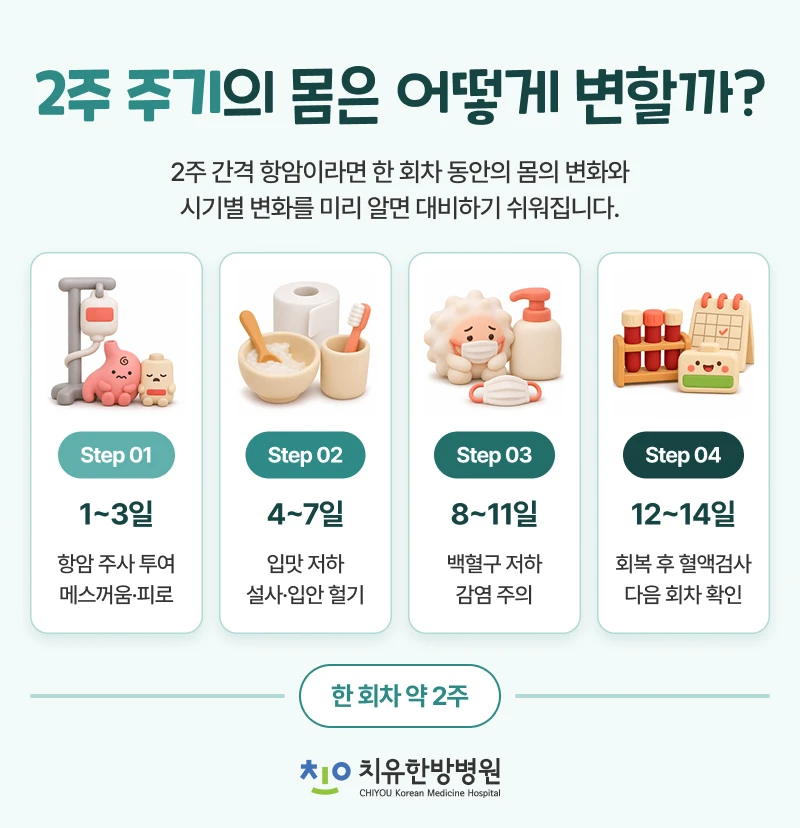 2주 주기의 몸은 어떻게 변할까?
2주 간격 항암이라면 한 회차 동안의 몸의 변화와
시기별 변화를 미리 알면 대비하기 쉬워집니다.
Step 01
1~3일
항암 주사 투여
메스꺼움·피로
Step 02
4~7일
입맛 저하
설사·입안 헐기
Step 03
8~11일
백혈구 저하
감염 주의
Step 04
12~14일
회복 후 혈액검사
다음 회차 확인
한 회차 약 2주
치유 치유한방병원
CHIYOU Korean Medicine Hospital